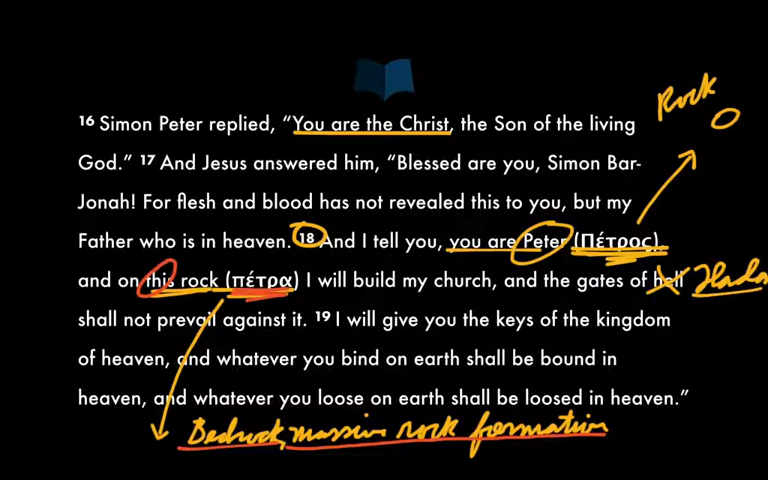 Rock
16 Simon Peter replied, “You are the Christ, the Son of the living
God.” 17 And Jesus answered him, “Blessed are you, Simon Bar-
Jonah! For flesh and blood has not revealed this to you, but my
Father who is in heaven. 18 And I tell you, you are Peter (Πέτρος),
and on this rock (πέτρα) I will build my church, and the gates of hell Hada
shall not prevail against it. 19 I will give you the keys of the kingdom
of heaven, and whatever you bind on earth shall be bound in
heaven, and whatever you loose on earth shall be loosed in heaven.”
Bedrock, massive rock formation